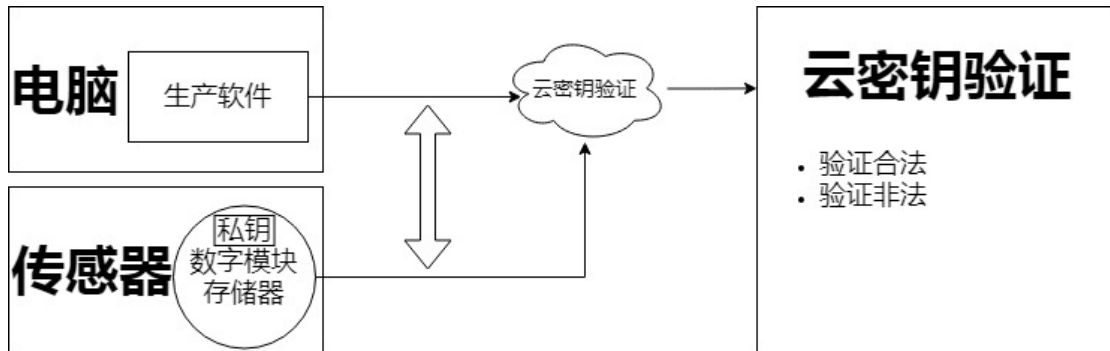 电脑
生产软件
云密钥验证
传感器
私钥
数字模块
存储器
云密钥验证
验证合法
验证非法